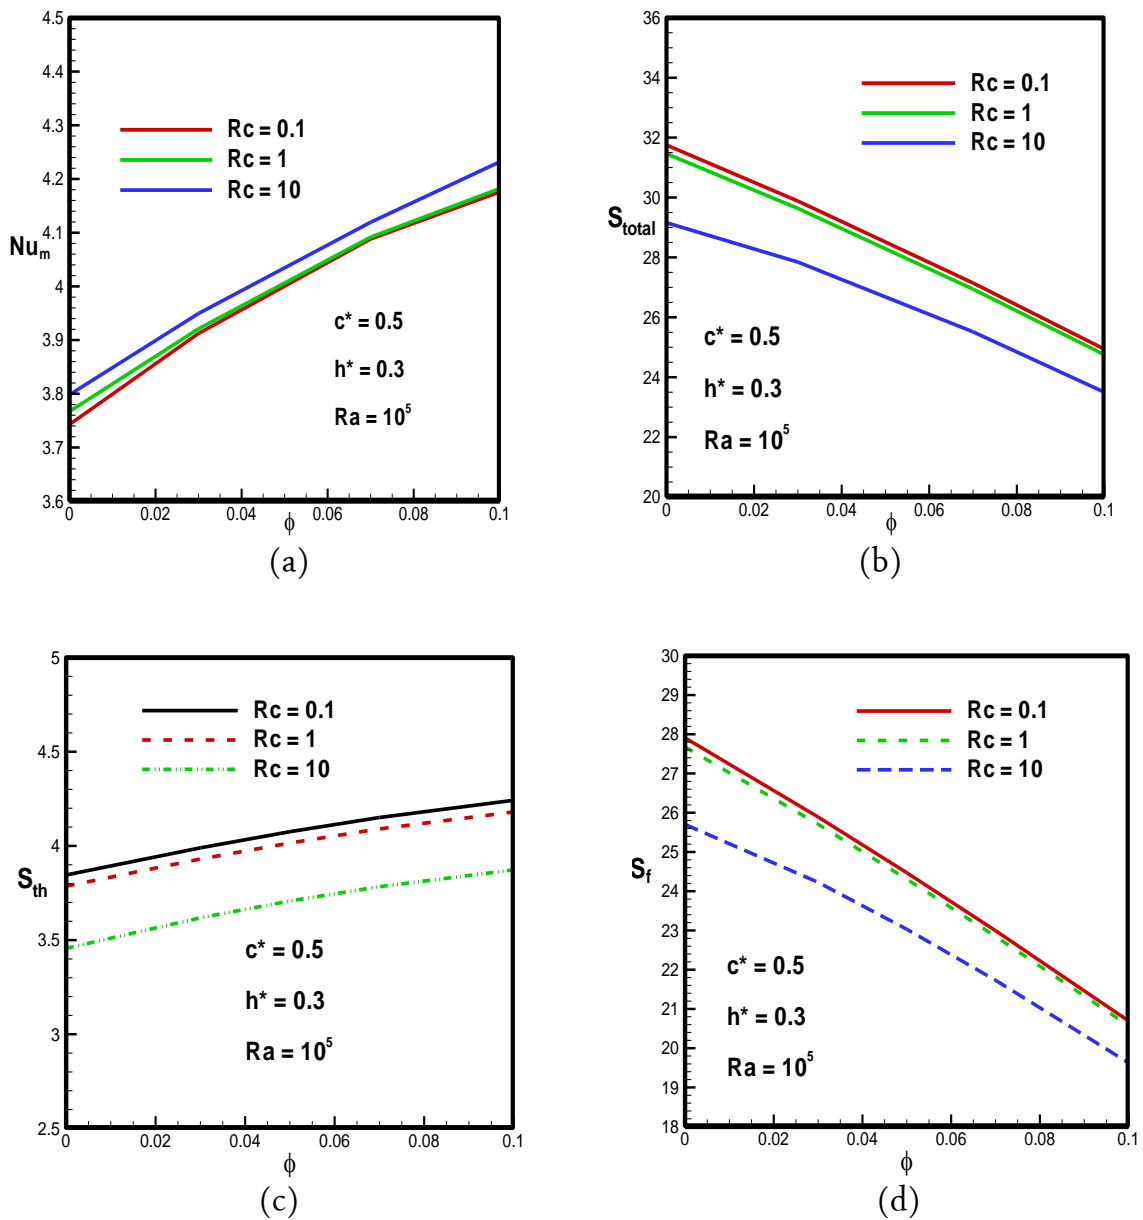 4.5
4.4
4.3
4.2
4.1
4
3.9
3.8
3.7
3.6
Nu_m
Rc = 0.1
Rc = 1
Rc = 10
c* = 0.5
h* = 0.3
Ra = 10^5
0 0.02 0.04 0.06 0.08 0.1
ϕ
(a)
36
34
32
30
28
26
24
22
20
S_total
Rc = 0.1
Rc = 1
Rc = 10
c* = 0.5
h* = 0.3
Ra = 10^5
0 0.02 0.04 0.06 0.08 0.1
ϕ
(b)
5
4.5
4
3.5
3
2.5
S_th
Rc = 0.1
Rc = 1
Rc = 10
c* = 0.5
h* = 0.3
Ra = 10^5
0 0.02 0.04 0.06 0.08 0.1
ϕ
(c)
30
29
28
27
26
25
24
23
22
21
20
19
18
S_f
Rc = 0.1
Rc = 1
Rc = 10
c* = 0.5
h* = 0.3
Ra = 10^5
0 0.02 0.04 0.06 0.08 0.1
ϕ
(d)